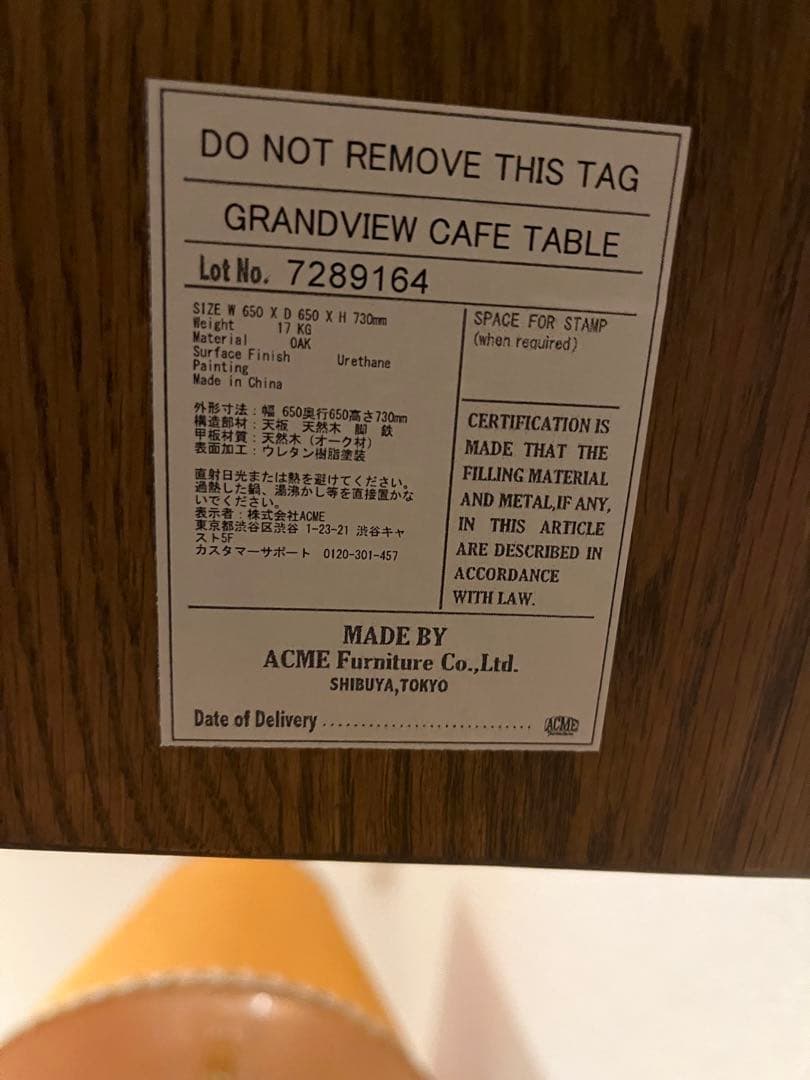 DO NOT REMOVE THIS TAG
GRANDVIEW CAFE TABLE
Lot No. 7289164
SIZE W 650 X D 650 X H 730mm
Weight 17 KG
Material OAK
Surface Finish Urethane
Painting
Made in China
外形寸法：幅 650奥行650高さ730mm
構造部材：天板 天然木 脚 鉄
甲板材質：天然木（オーク材）
表面加工：ウレタン樹脂塗装
直射日光または熱を避けてください。
過熱した鍋、湯沸かし等を直接置かな
いでください。
表示者：株式会社ACME
東京都渋谷区渋谷 1-23-21 渋谷キャ
スト5F
カスタマーサポート 0120-301-457
SPACE FOR STAMP
(when required)
CERTIFICATION IS
MADE THAT THE
FILLING MATERIAL
AND METAL,IF ANY,
IN THIS ARTICLE
ARE DESCRIBED IN
ACCORDANCE
WITH LAW.
MADE BY
ACME Furniture Co.,Ltd.
SHIBUYA,TOKYO
Date of Delivery ............................
ACME